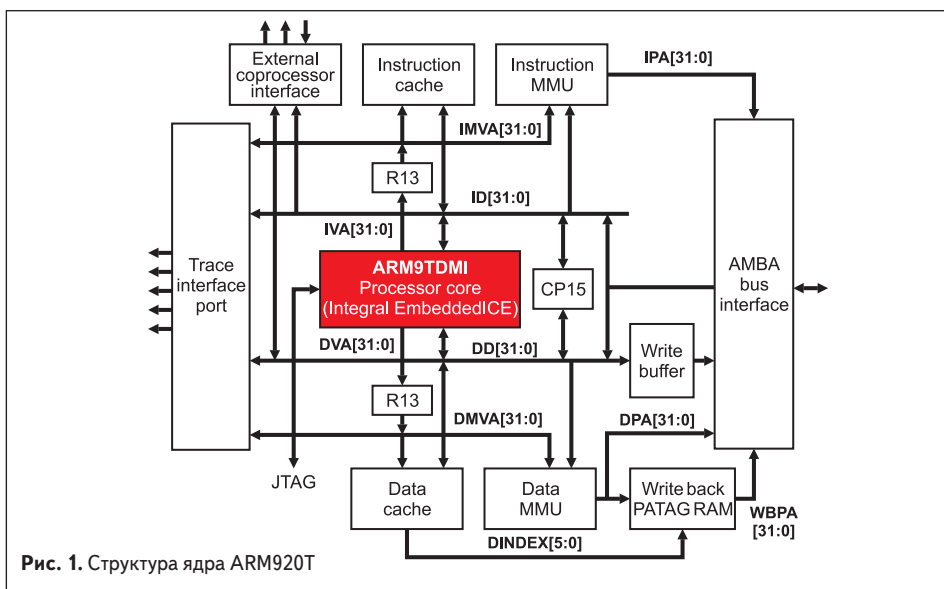 External
coprocessor
interface
Instruction
cache
Instruction
MMU
IPA[31:0]
IMVA[31:0]
R13
ID[31:0]
IVA[31:0]
Trace
interface
port
ARM9TDMI
Processor core
(Integral EmbeddedICE)
CP15
AMBA
bus
interface
DVA[31:0]
DD[31:0]
Write
buffer
R13
DMVA[31:0]
DPA[31:0]
JTAG
Data
cache
Data
MMU
Write back
PATAG RAM
WBPA
[31:0]
DINDEX[5:0]
Рис. 1. Структура ядра ARM920T